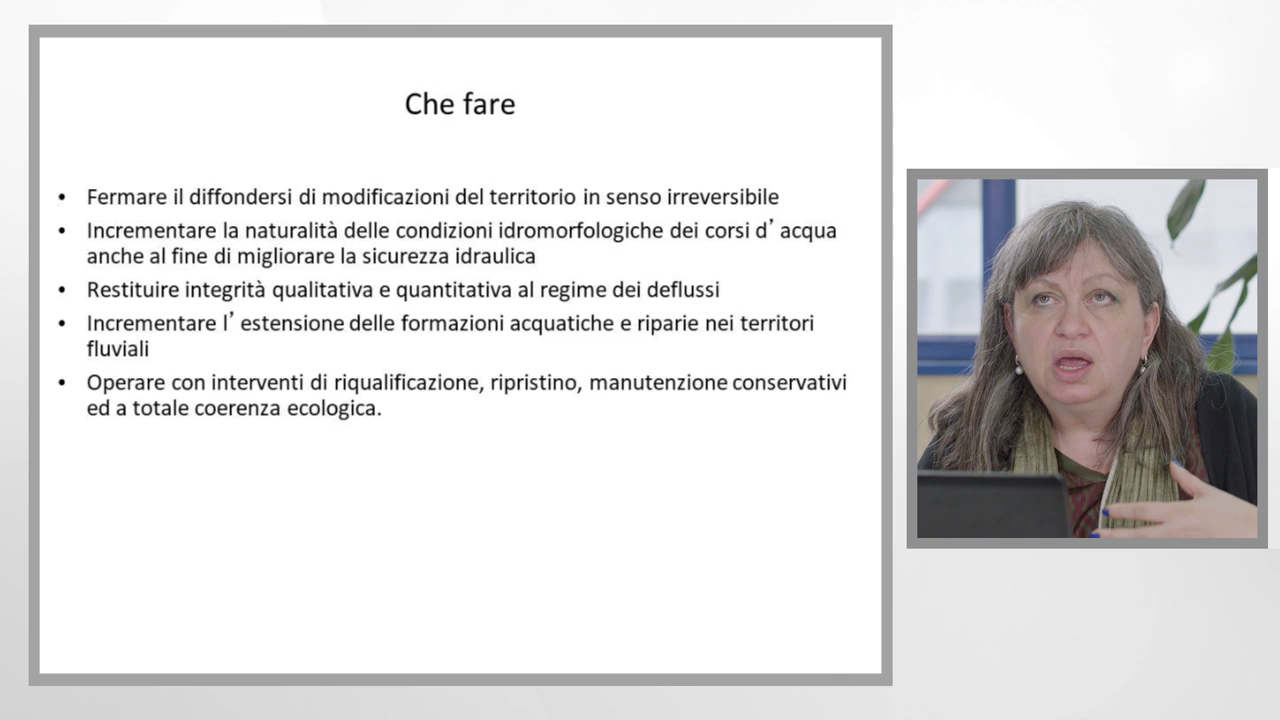 Che fare
• Fermare il diffondersi di modificazioni del territorio in senso irreversibile
• Incrementare la naturalità delle condizioni idromorfologiche dei corsi d’ acqua
anche al fine di migliorare la sicurezza idraulica
• Restituire integrità qualitativa e quantitativa al regime dei deflussi
• Incrementare l’ estensione delle formazioni acquatiche e riparie nei territori
fluviali
• Operare con interventi di riqualificazione, ripristino, manutenzione conservativi
ed a totale coerenza ecologica.